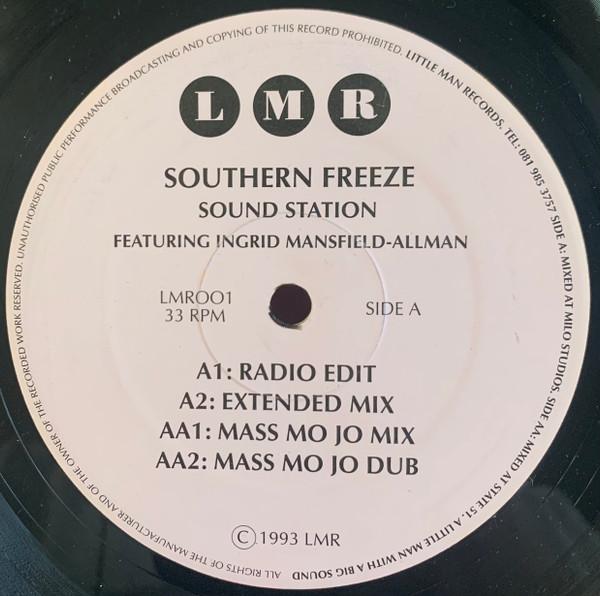 L M R
SOUTHERN FREEZE
SOUND STATION
FEATURING INGRID MANSFIELD-ALLMAN
LMR001
33 RPM
SIDE A
A1: RADIO EDIT
A2: EXTENDED MIX
AA1: MASS MO JO MIX
AA2: MASS MO JO DUB
© 1993 LMR
ALL RIGHTS OF THE MANUFACTURER AND OF THE OWNER OF THE RECORDED WORK RESERVED. UNAUTHORISED PUBLIC PERFORMANCE BROADCASTING AND COPYING OF THIS RECORD PROHIBITED. LITTLE MAN RECORDS. TEL: 081 985 3757 SIDE A: MIXED AT MILO STUDIOS. SIDE AA: MIXED AT STATE 51. A LITTLE MAN WITH A BIG SOUND